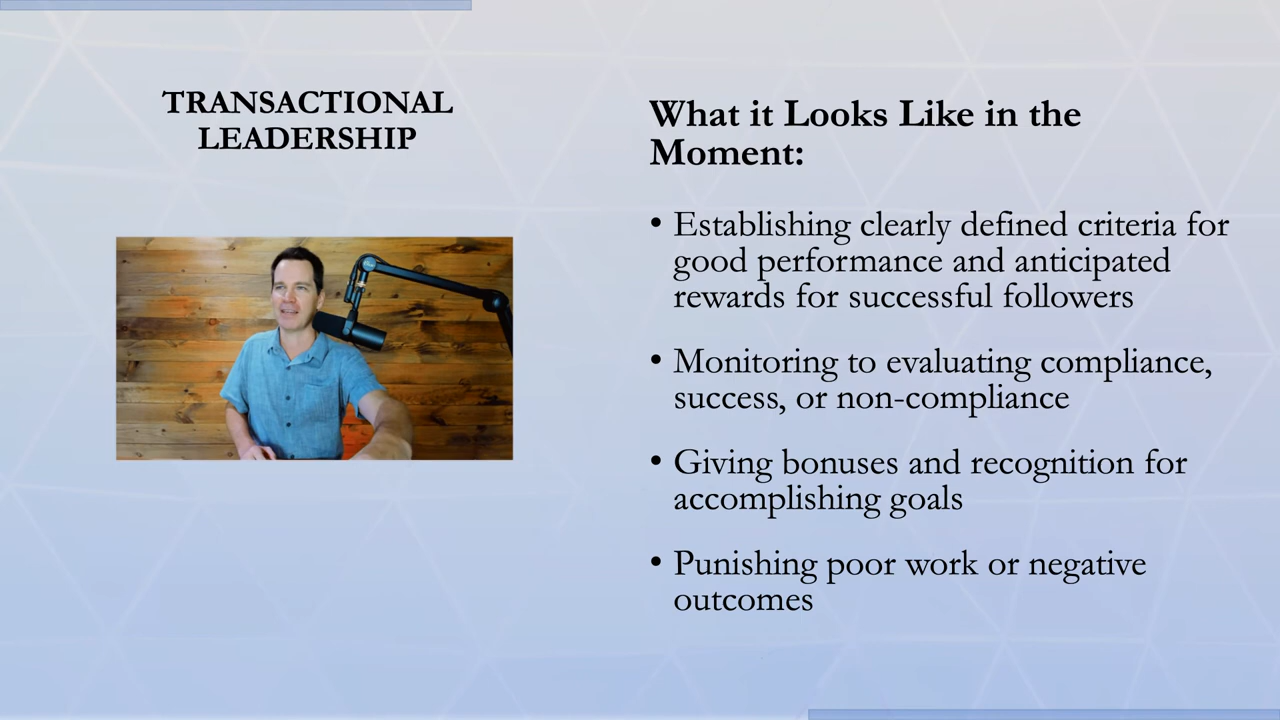 TRANSACTIONAL
LEADERSHIP
What it Looks Like in the
Moment:
• Establishing clearly defined criteria for
good performance and anticipated
rewards for successful followers
• Monitoring to evaluating compliance,
success, or non-compliance
• Giving bonuses and recognition for
accomplishing goals
• Punishing poor work or negative
outcomes